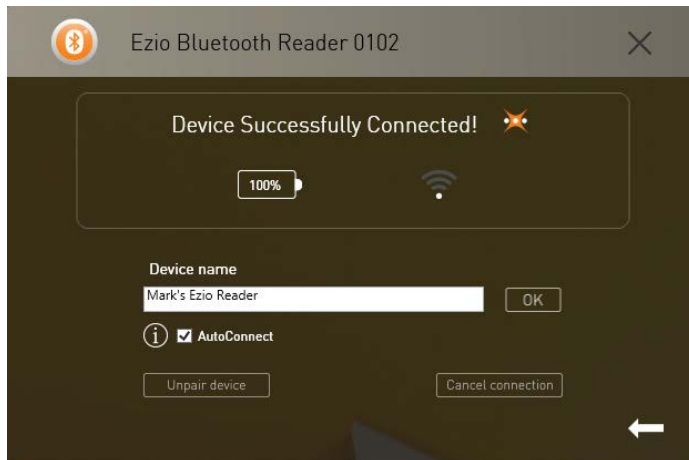 Ezio Bluetooth Reader 0102
Device Successfully Connected!
100%
Device name
Mark's Ezio Reader
OK
i AutoConnect
Unpair device
Cancel connection